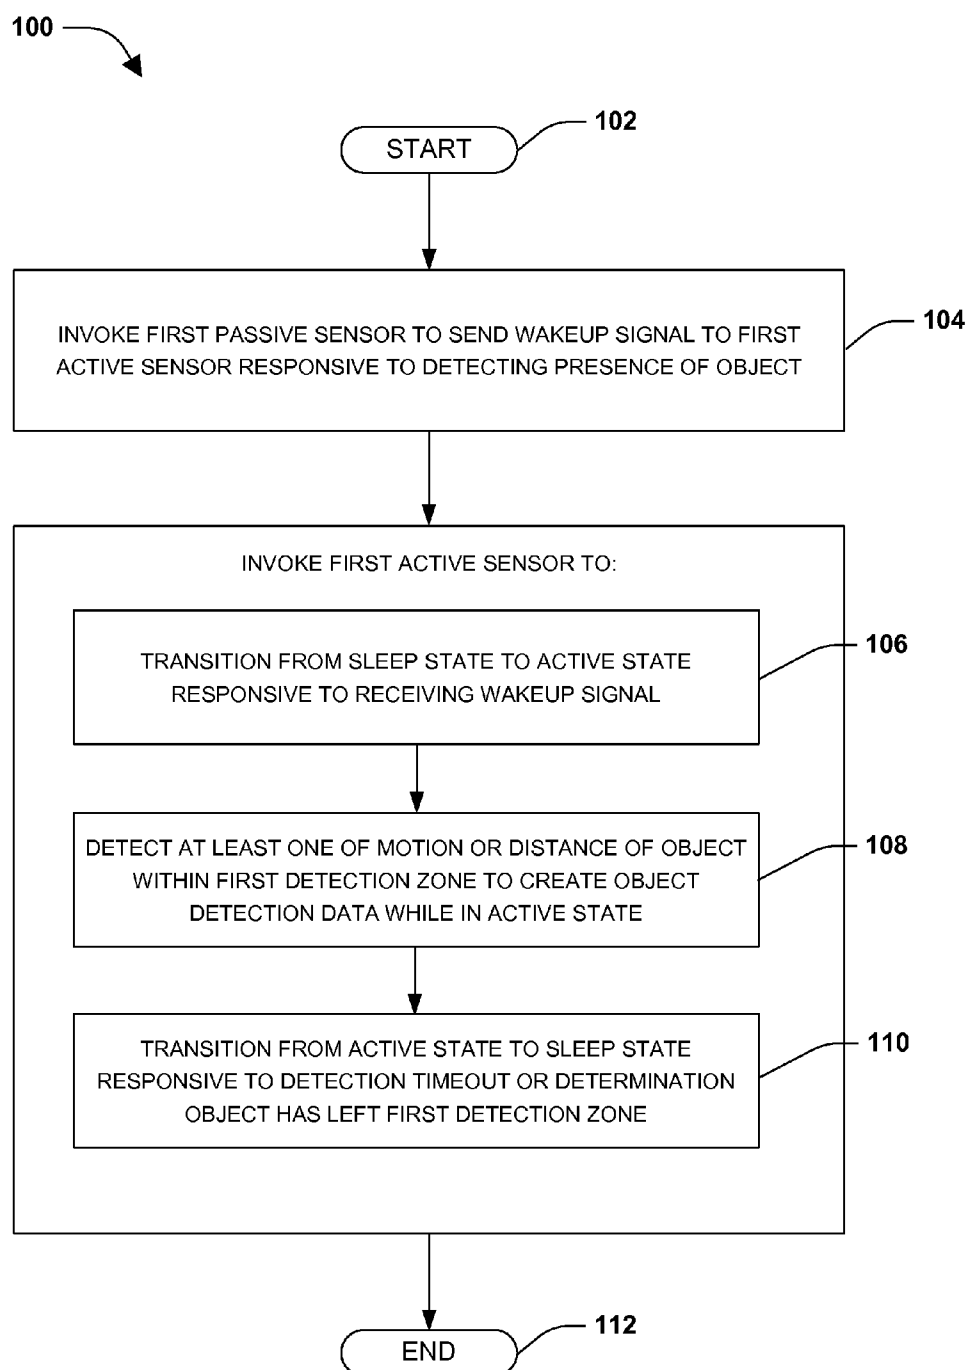 100
102
START
104
INVOKE FIRST PASSIVE SENSOR TO SEND WAKEUP SIGNAL TO FIRST
ACTIVE SENSOR RESPONSIVE TO DETECTING PRESENCE OF OBJECT
INVOKE FIRST ACTIVE SENSOR TO:
106
TRANSITION FROM SLEEP STATE TO ACTIVE STATE
RESPONSIVE TO RECEIVING WAKEUP SIGNAL
108
DETECT AT LEAST ONE OF MOTION OR DISTANCE OF OBJECT
WITHIN FIRST DETECTION ZONE TO CREATE OBJECT
DETECTION DATA WHILE IN ACTIVE STATE
110
TRANSITION FROM ACTIVE STATE TO SLEEP STATE
RESPONSIVE TO DETECTION TIMEOUT OR DETERMINATION
OBJECT HAS LEFT FIRST DETECTION ZONE
112
END